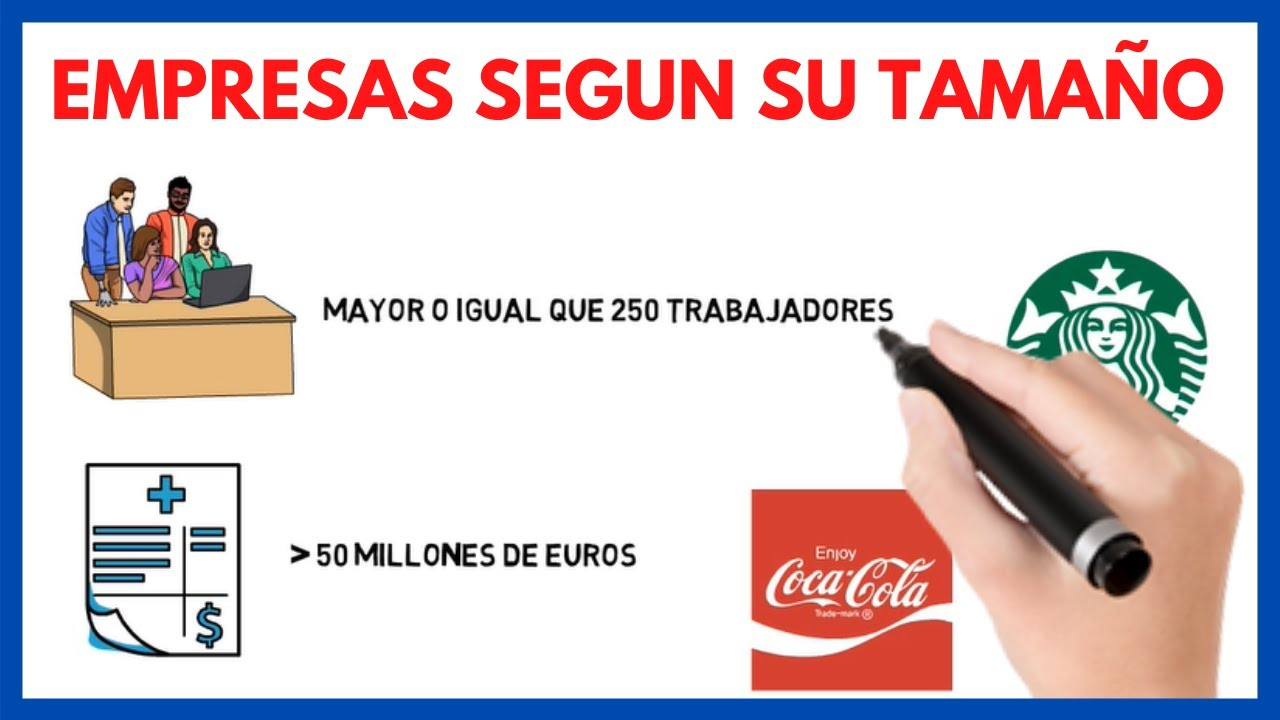 EMPRESAS SEGUN SU TAMAÑO
MAYOR O IGUAL QUE 250 TRABAJADORES
> 50 MILLONES DE EUROS
$
Enjoy
Coca-Cola
Trade-mark ®